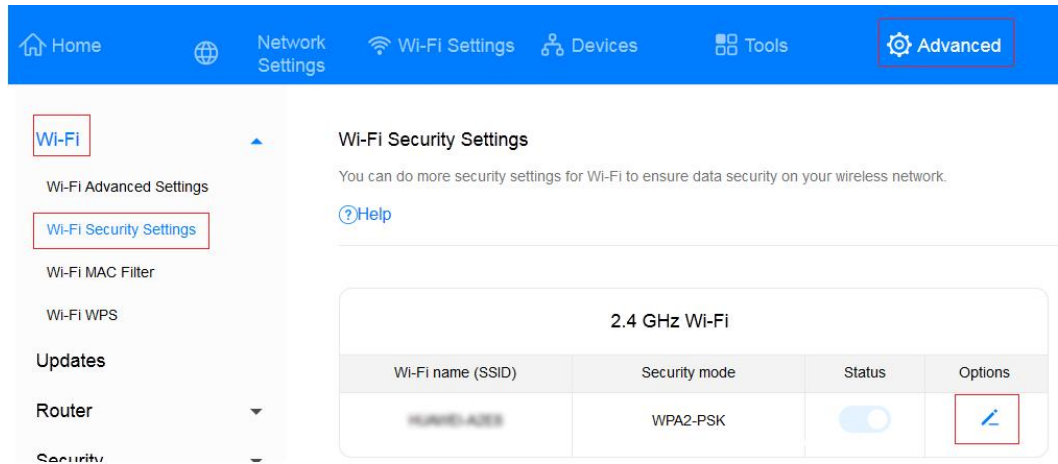 Home
Network
Settings
Wi-Fi Settings
Devices
Tools
Advanced
Wi-Fi
Wi-Fi Advanced Settings
Wi-Fi Security Settings
Wi-Fi MAC Filter
Wi-Fi WPS
Updates
Router
Security
Wi-Fi Security Settings
You can do more security settings for Wi-Fi to ensure data security on your wireless network.
?Help
2.4 GHz Wi-Fi
Wi-Fi name (SSID) Security mode Status Options
WPA2-PSK